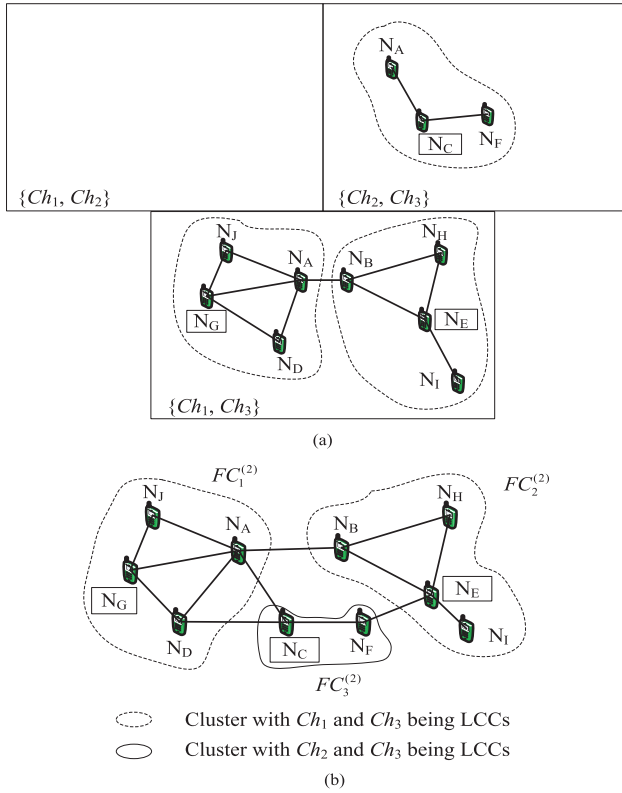 N_A
N_C
N_F
{Ch_1, Ch_2}
{Ch_2, Ch_3}
N_J
N_A
N_B
N_H
N_G
N_E
N_D
N_I
{Ch_1, Ch_3}
(a)
FC_1^(2)
FC_2^(2)
N_J
N_A
N_B
N_H
N_G
N_E
N_D
N_C
N_F
N_I
FC_3^(2)
Cluster with Ch_1 and Ch_3 being LCCs
Cluster with Ch_2 and Ch_3 being LCCs
(b)